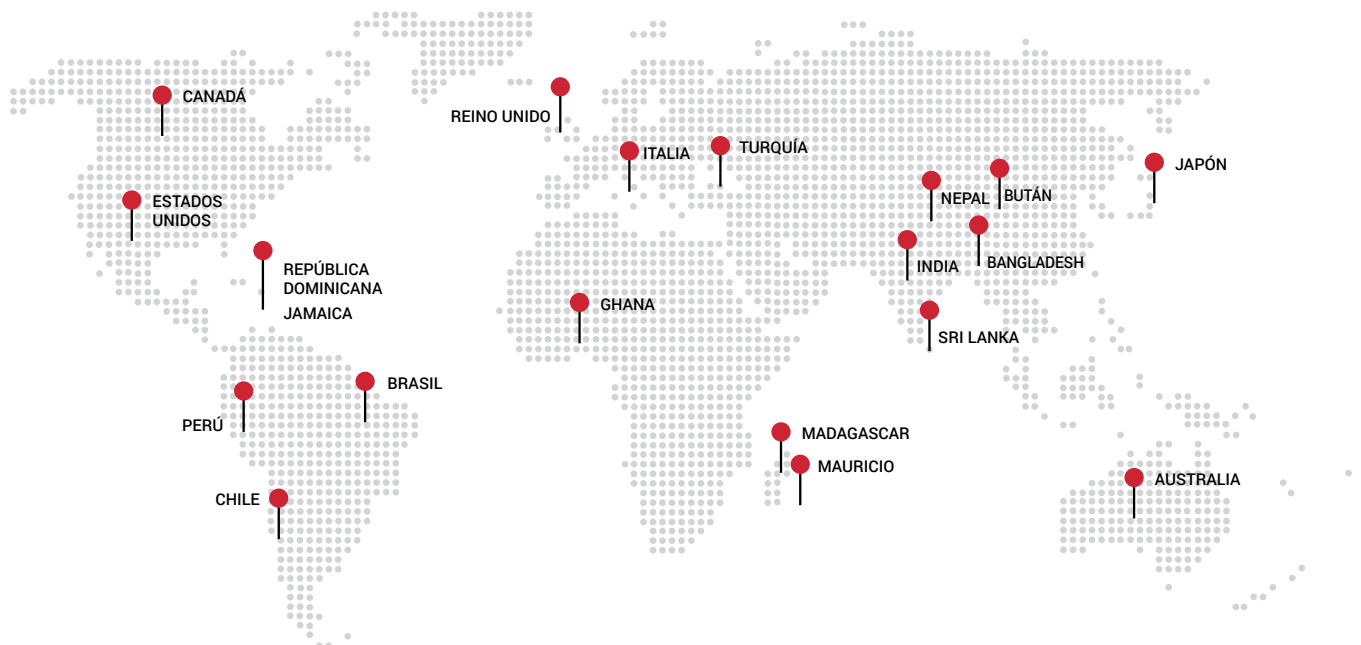 CANADÁ
REINO UNIDO
ITALIA
TURQUÍA
JAPÓN
NEPAL
BUTÁN
ESTADOS
UNIDOS
REPÚBLICA
DOMINICANA
JAMAICA
INDIA
BANGLADESH
GHANA
SRI LANKA
BRASIL
PERÚ
MADAGASCAR
MAURICIO
AUSTRALIA
CHILE